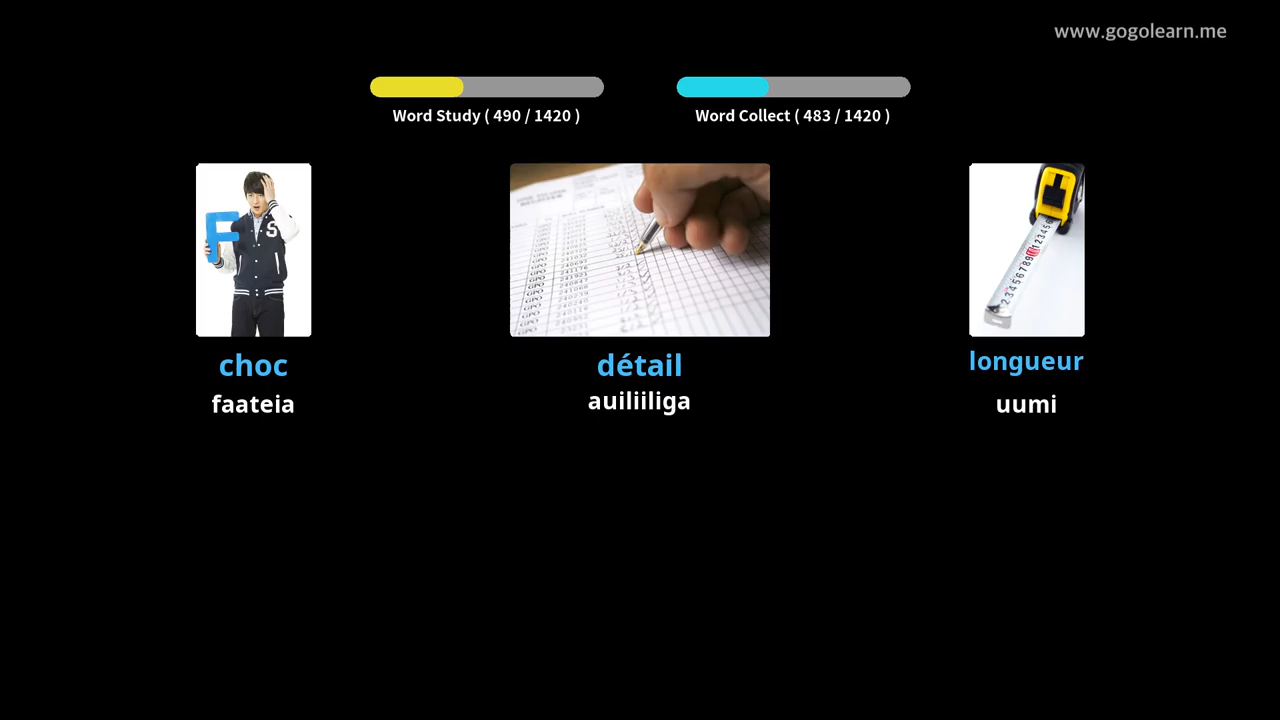 www.gogolearn.me
Word Study ( 490 / 1420 )
Word Collect ( 483 / 1420 )
F
S
choc
détail
longueur
faateia
auiliiliga
uumi